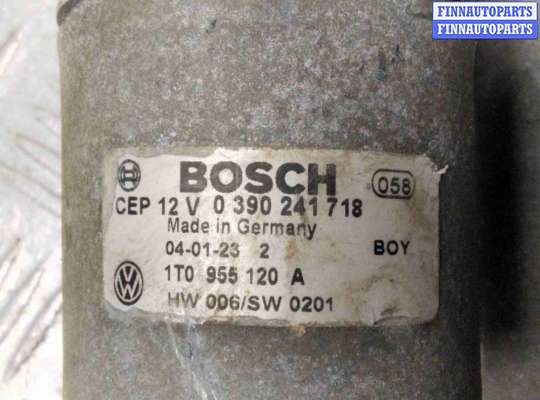 FINNAUTOPARTS
FINNAUTOPARTS
BOSCH 058
CEP 12 V 0 390 241 718
Made in Germany
04-01-23 2 BOY
1T0 955 120 A
HW 006/SW 0201